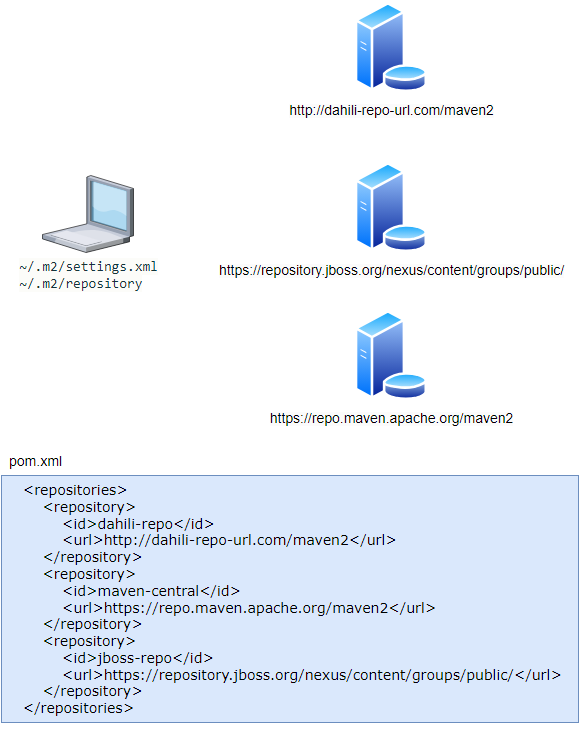 http://dahili-repo-url.com/maven2
~/.m2/settings.xml
~/.m2/repository
https://repository.jboss.org/nexus/content/groups/public/
https://repo.maven.apache.org/maven2
pom.xml
<repositories>
<repository>
<id>dahili-repo</id>
<url>http://dahili-repo-url.com/maven2</url>
</repository>
<repository>
<id>maven-central</id>
<url>https://repo.maven.apache.org/maven2</url>
</repository>
<repository>
<id>jboss-repo</id>
<url>https://repository.jboss.org/nexus/content/groups/public/</url>
</repository>
</repositories>